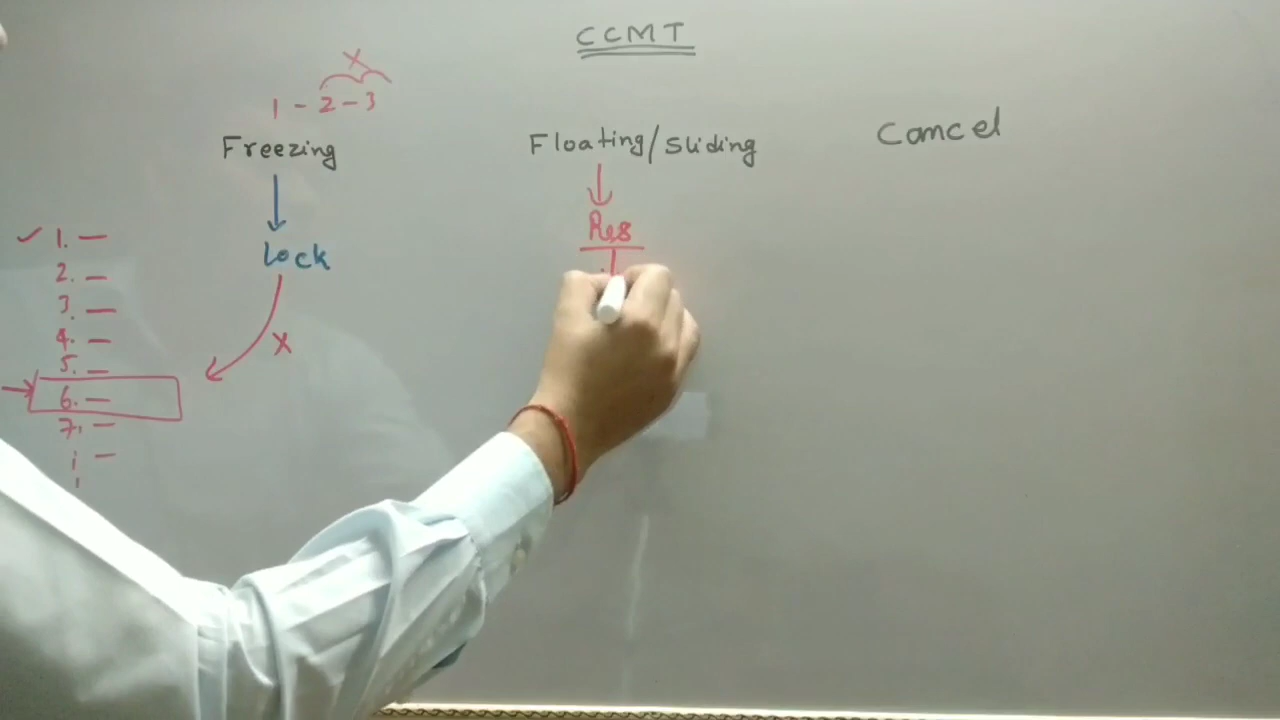 CCMT
X
1 - 2 - 3
Freezing
Floating/Sliding
Cancel
Lock
Res
X
1. —
2. —
3. —
4. —
5. —
6. —
7. —